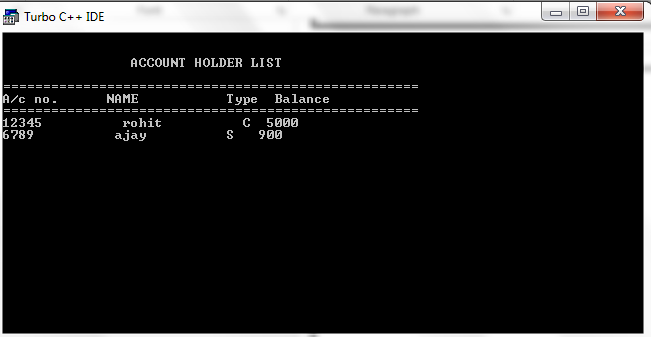 Turbo C++ IDE
ACCOUNT HOLDER LIST
====================================================
A/c no. NAME Type Balance
====================================================
12345 rohit C 5000
6789 ajay S 900